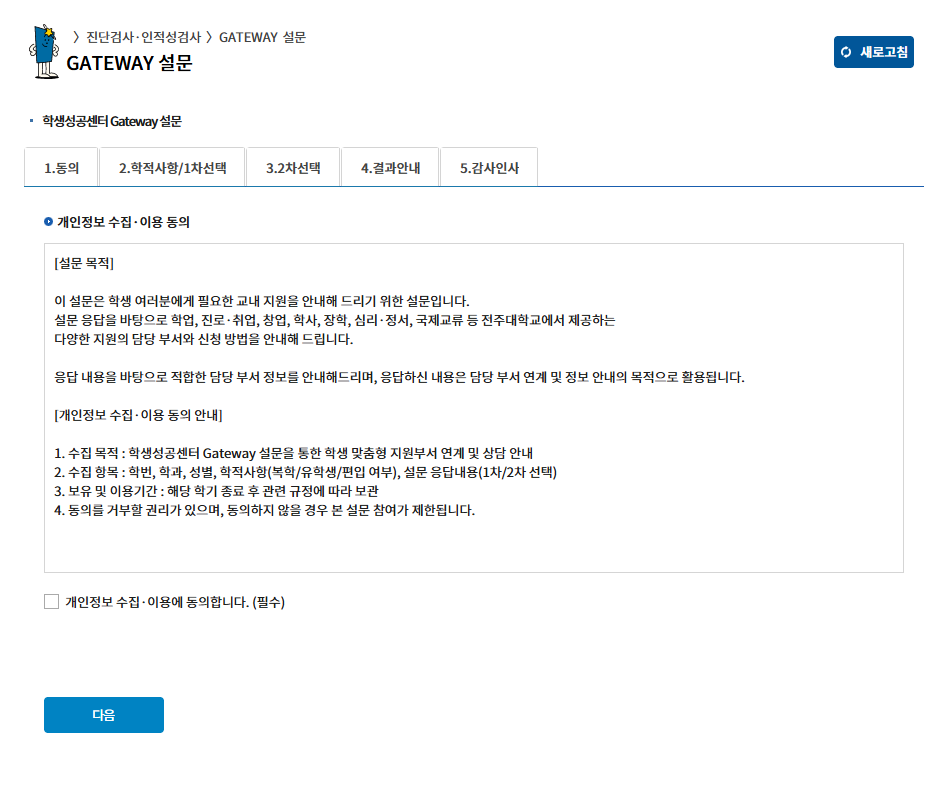 〉 진단검사·인적성검사 〉 GATEWAY 설문
GATEWAY 설문
새로고침
학생성공센터 Gateway 설문
1.동의
2.학적사항/1차선택
3.2차선택
4.결과안내
5.감사인사
개인정보 수집·이용 동의
[설문 목적]
이 설문은 학생 여러분에게 필요한 교내 지원을 안내해 드리기 위한 설문입니다.
설문 응답을 바탕으로 학업, 진로·취업, 창업, 학사, 장학, 심리·정서, 국제교류 등 전주대학교에서 제공하는
다양한 지원의 담당 부서와 신청 방법을 안내해 드립니다.
응답 내용을 바탕으로 적합한 담당 부서 정보를 안내해드리며, 응답하신 내용은 담당 부서 연계 및 정보 안내의 목적으로 활용됩니다.
[개인정보 수집·이용 동의 안내]
1. 수집 목적 : 학생성공센터 Gateway 설문을 통한 학생 맞춤형 지원부서 연계 및 상담 안내
2. 수집 항목 : 학번, 학과, 성별, 학적사항(복학/유학생/편입 여부), 설문 응답내용(1차/2차 선택)
3. 보유 및 이용기간 : 해당 학기 종료 후 관련 규정에 따라 보관
4. 동의를 거부할 권리가 있으며, 동의하지 않을 경우 본 설문 참여가 제한됩니다.
개인정보 수집·이용에 동의합니다. (필수)
다음